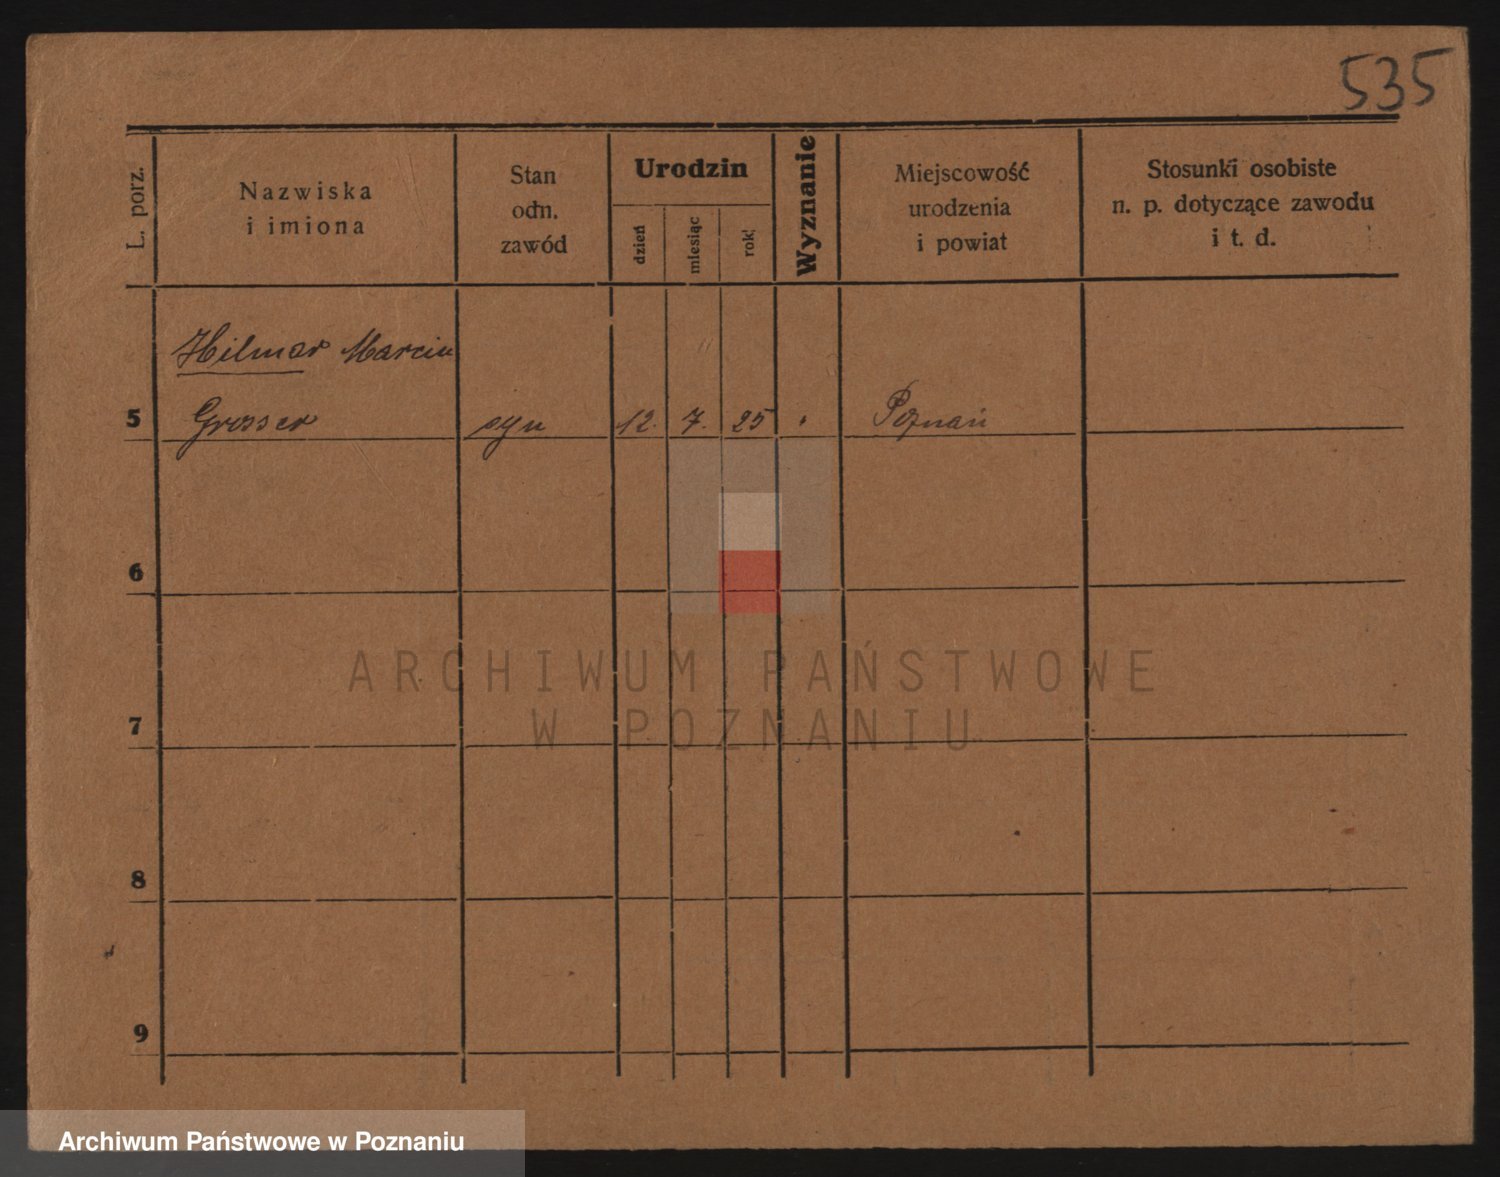 535
L. porz.
Nazwiska
i imiona
Stan
odn.
zawód
Urodzin
dzień
miesiąc
rok
Wyznanie
Miejscowość
urodzenia
i powiat
Stosunki osobiste
n. p. dotyczące zawodu
i t. d.
Hilmar Marcin
5 Grosser syn 12. 7. 25 " Poznań
6
ARCHIWUM PAŃSTWOWE
W POZNANIU
7
8
9
Archiwum Państwowe w Poznaniu